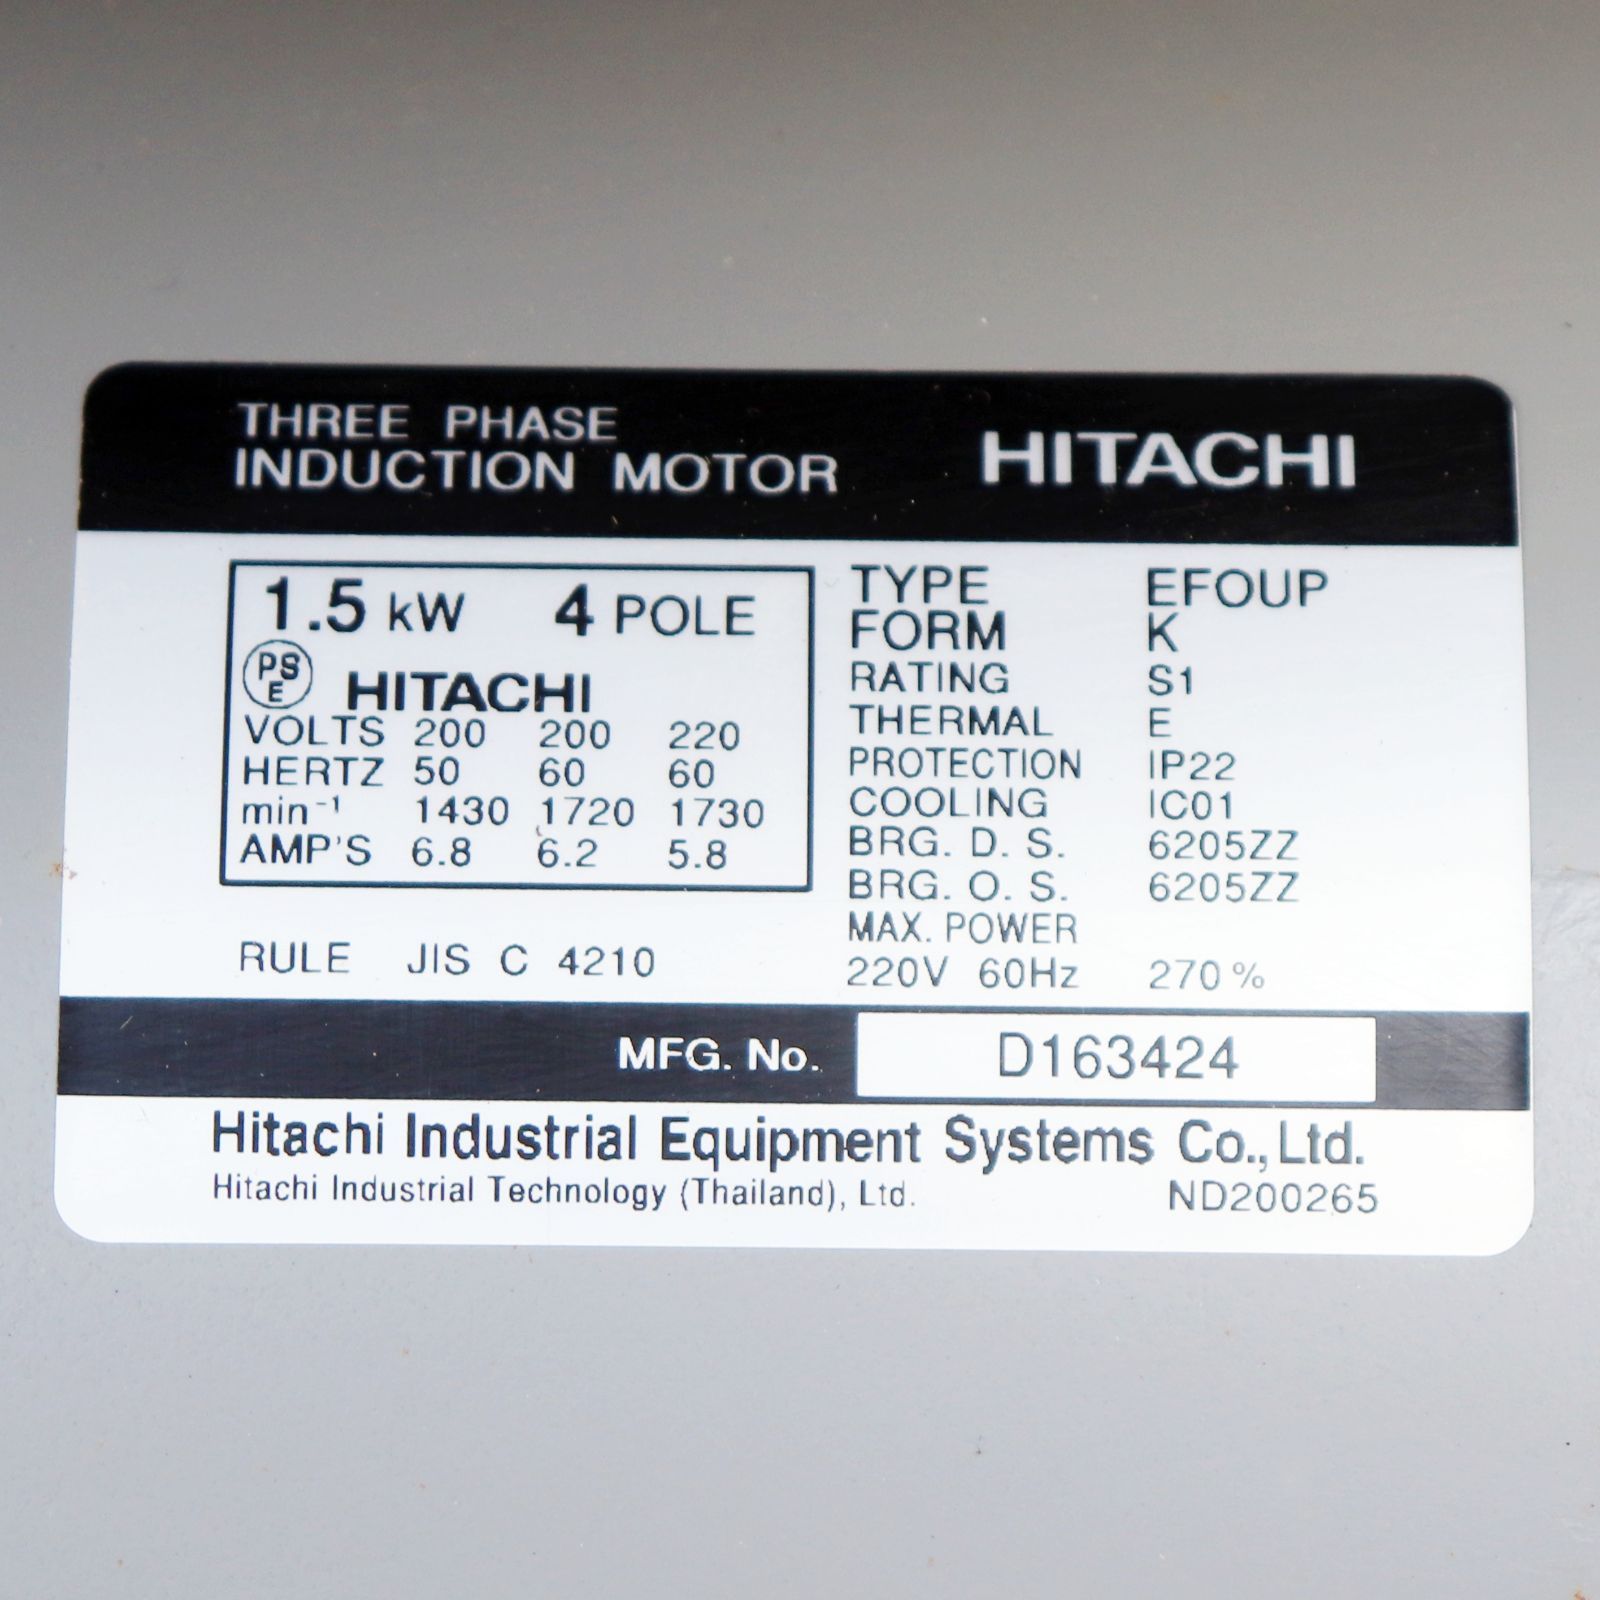 THREE PHASE
INDUCTION MOTOR
HITACHI
1.5 kW 4 POLE
PS
E
HITACHI
VOLTS 200 200 220
HERTZ 50 60 60
min⁻¹ 1430 1720 1730
AMP'S 6.8 6.2 5.8
RULE JIS C 4210
TYPE EFOUP
FORM K
RATING S1
THERMAL E
PROTECTION IP22
COOLING IC01
BRG. D. S. 6205ZZ
BRG. O. S. 6205ZZ
MAX. POWER
220V 60Hz 270%
MFG. No. D163424
Hitachi Industrial Equipment Systems Co.,Ltd.
Hitachi Industrial Technology (Thailand), Ltd. ND200265